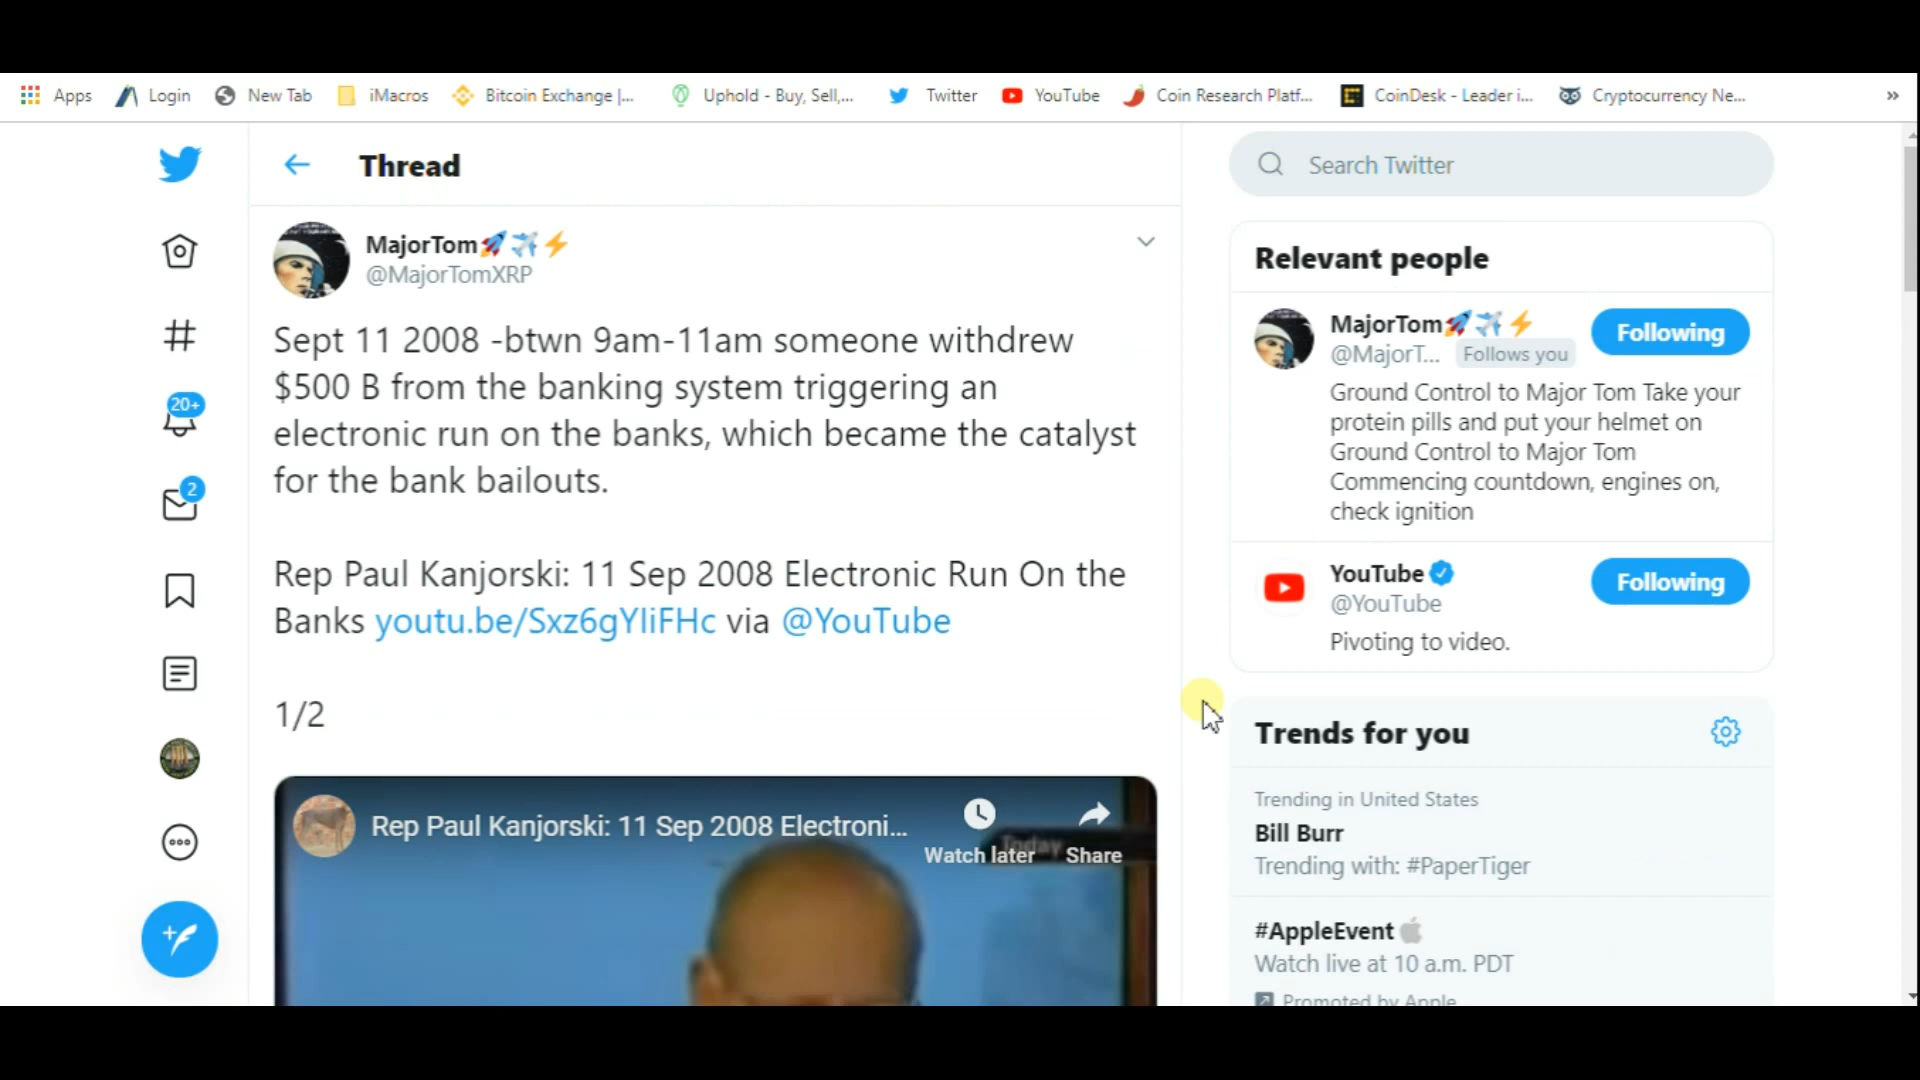 Apps Login New Tab iMacros Bitcoin Exchange |... Uphold - Buy, Sell,... Twitter YouTube Coin Research Platf... CoinDesk - Leader i... Cryptocurrency Ne... »
Thread
MajorTom🚀✈️⚡
@MajorTomXRP
Sept 11 2008 -btwn 9am-11am someone withdrew
$500 B from the banking system triggering an
electronic run on the banks, which became the catalyst
for the bank bailouts.
Rep Paul Kanjorski: 11 Sep 2008 Electronic Run On the
Banks youtu.be/Sxz6gYIiFHc via @YouTube
1/2
Rep Paul Kanjorski: 11 Sep 2008 Electroni...
Watch later
Share
Today
20+
2
Search Twitter
Relevant people
MajorTom🚀✈️⚡
@MajorT... Follows you
Following
Ground Control to Major Tom Take your
protein pills and put your helmet on
Ground Control to Major Tom
Commencing countdown, engines on,
check ignition
YouTube
@YouTube
Following
Pivoting to video.
Trends for you
Trending in United States
Bill Burr
Trending with: #PaperTiger
#AppleEvent
Watch live at 10 a.m. PDT
Promoted by Apple